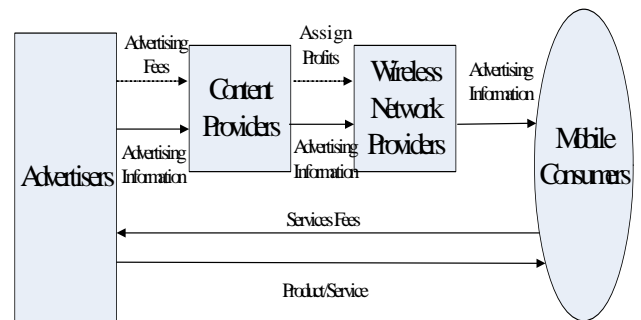 Advertising
Fees
Assign
Profits
Content
Providers
Wireless
Network
Providers
Advertising
Information
Advertising
Information
Advertising
Information
Advertisers
Mobile
Consumers
Services Fees
Product/Service